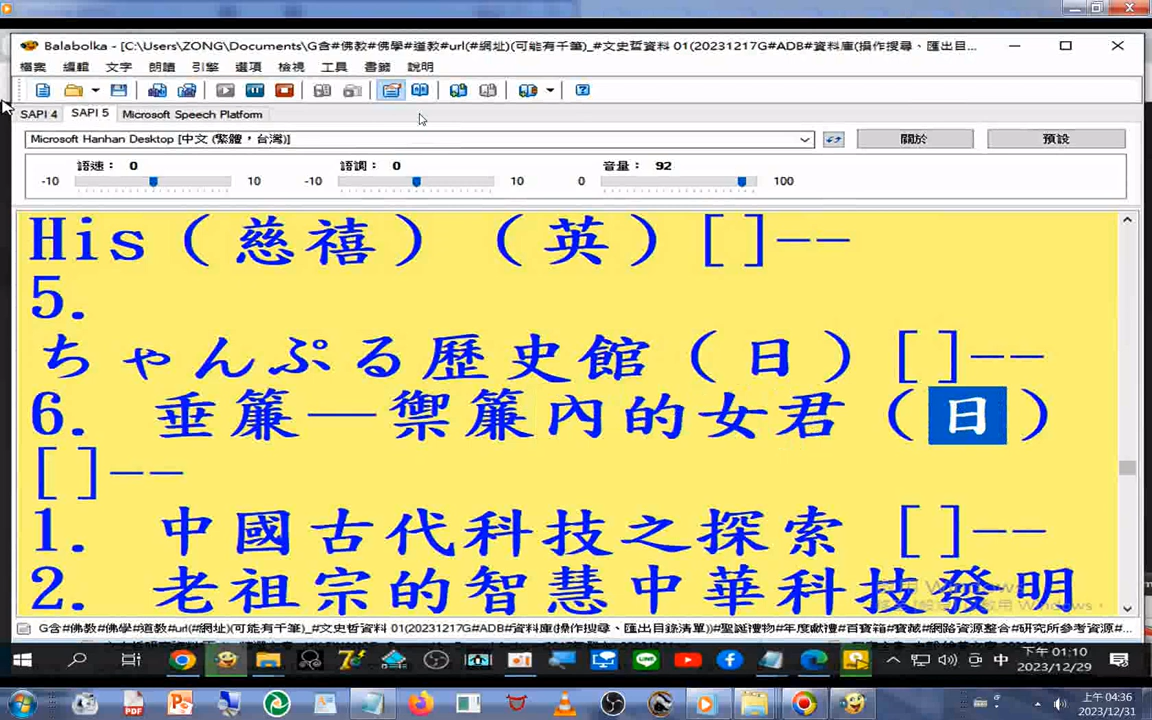 Balabolka - [C:\Users\ZONG\Documents\G含#佛教#佛學#道教#url(#網址)(可能有千筆)_#文史哲資料 01(20231217G#ADB#資料庫(操作搜尋、匯出目...
檔案 編輯 文字 朗讀 引擎 選項 檢視 工具 書籤 說明
SAPI 4 SAPI 5 Microsoft Speech Platform
Microsoft Hanhan Desktop [中文 (繁體，台灣)] 關於 預設
語速： 0 語調： 0 音量： 92
-10 10 -10 10 0 100
His（慈禧）（英）[]--
5.
ちゃんぷる歷史館（日）[]--
6. 垂簾—禦簾內的女君（日）
[]--
1. 中國古代科技之探索 []--
2. 老祖宗的智慧中華科技發明
G含#佛教#佛學#道教#url(#網址)(可能有千筆)_#文史哲資料 01(20231217G#ADB#資料庫(操作搜尋、匯出目錄清單))#聖誕禮物#年度獻禮#百寶箱#寶藏#網路資源整合#研究所參考資源#...
中 下午 01:10
2023/12/29
上午 04:36
2023/12/31